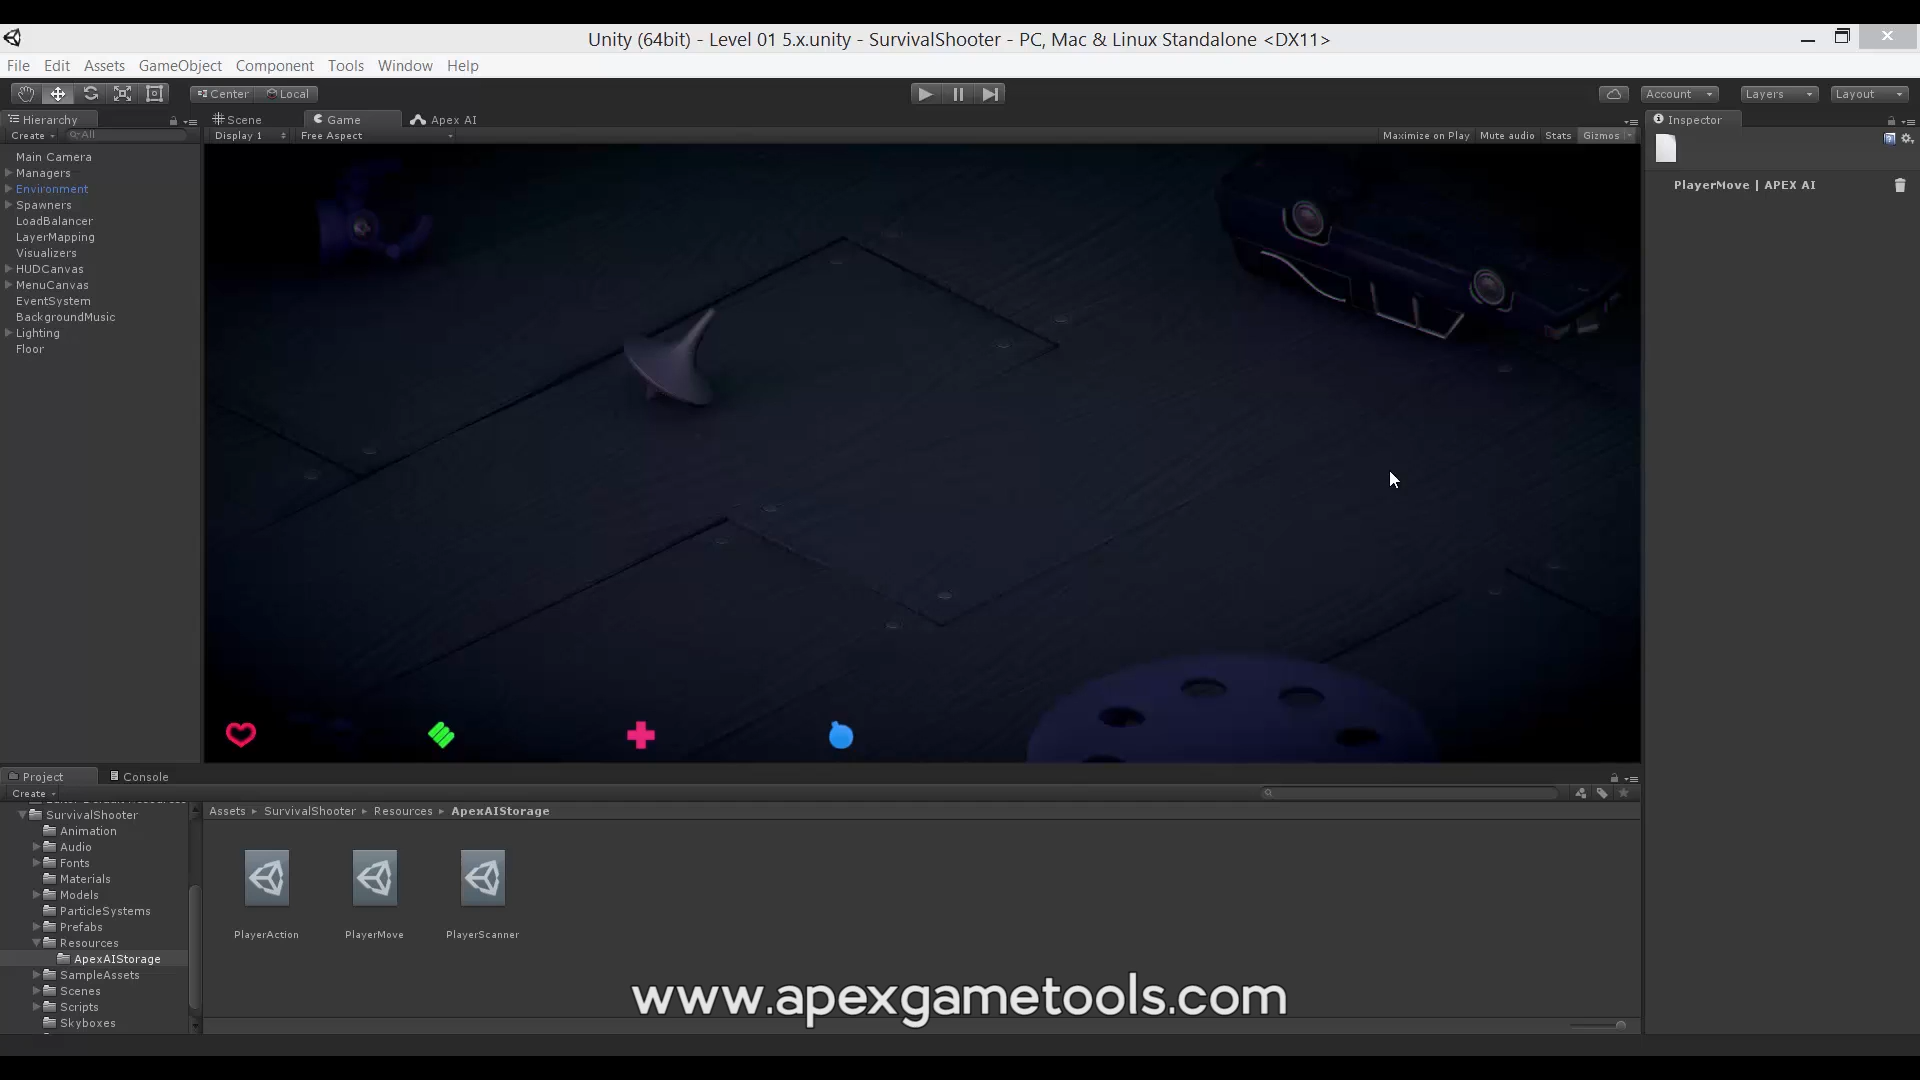 Unity (64bit) - Level 01 5.x.unity - SurvivalShooter - PC, Mac & Linux Standalone <DX11>
File Edit Assets GameObject Component Tools Window Help
Center Local
Account Layers Layout
Hierarchy
Create All
Main Camera
Managers
Environment
Spawners
LoadBalancer
LayerMapping
Visualizers
HUDCanvas
MenuCanvas
EventSystem
BackgroundMusic
Lighting
Floor
Scene Game Apex AI
Display 1 Free Aspect Maximize on Play Mute audio Stats Gizmos
Inspector
PlayerMove | APEX AI
Project Console
Create
SurvivalShooter
Animation
Audio
Fonts
Materials
Models
ParticleSystems
Prefabs
Resources
ApexAIStorage
SampleAssets
Scenes
Scripts
Skyboxes
Assets SurvivalShooter Resources ApexAIStorage
PlayerAction PlayerMove PlayerScanner
www.apexgametools.com